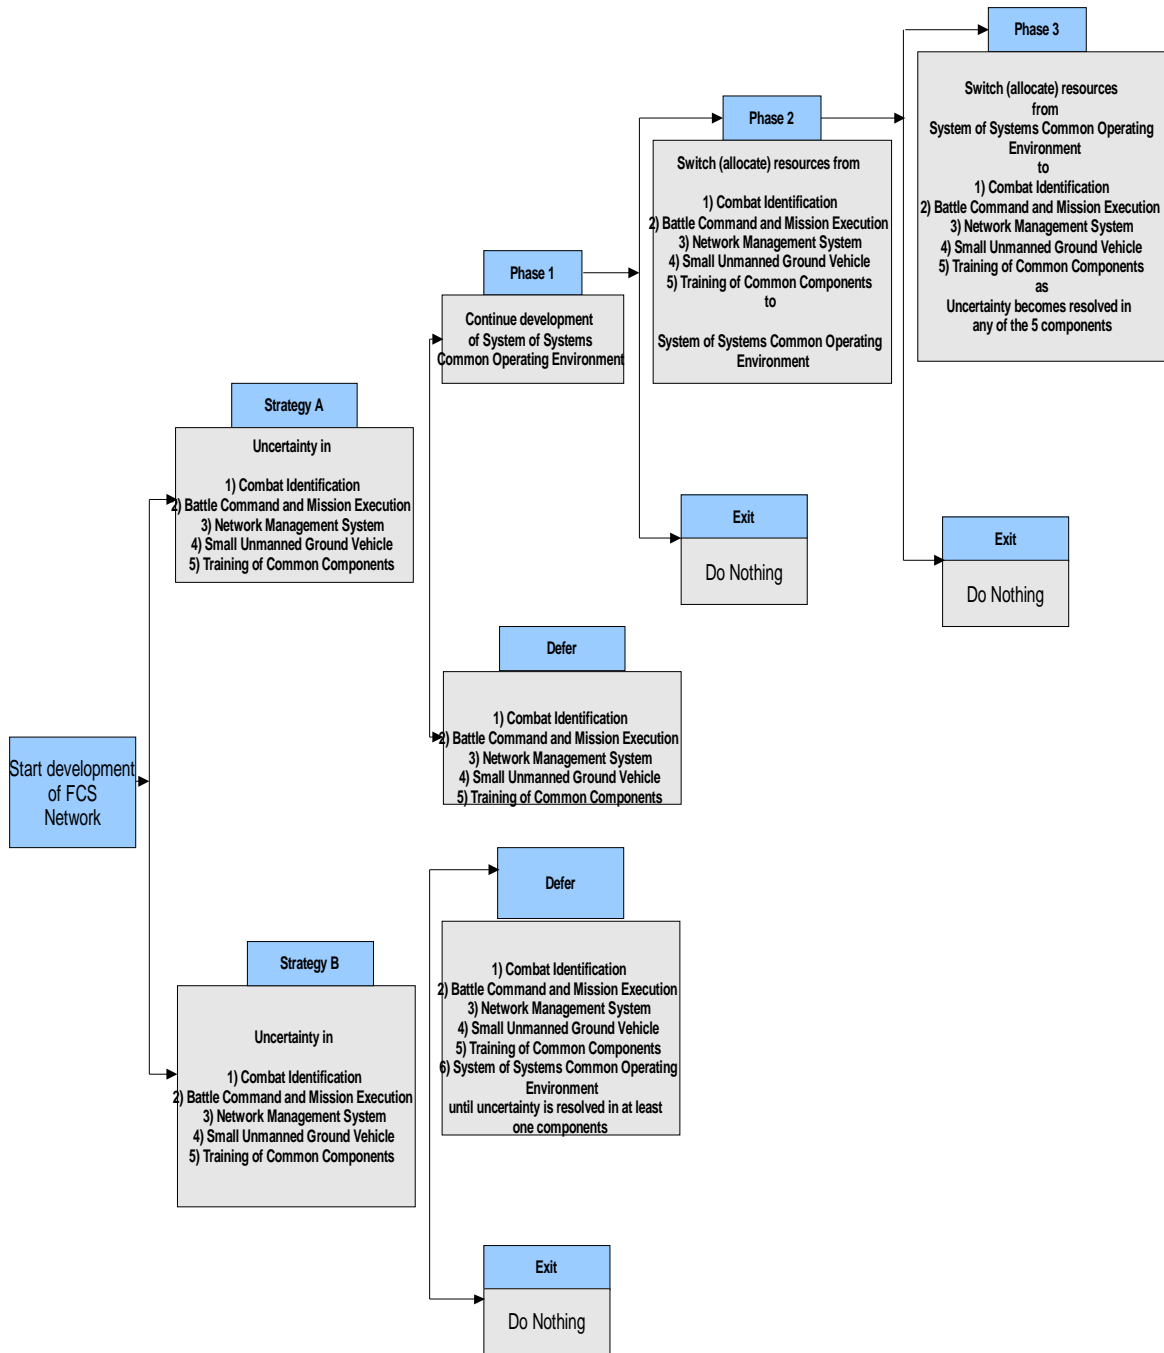 Phase 3
Switch (allocate) resources
from
System of Systems Common Operating
Environment
to
1) Combat Identification
2) Battle Command and Mission Execution
3) Network Management System
4) Small Unmanned Ground Vehicle
5) Training of Common Components
as
Uncertainty becomes resolved in
any of the 5 components
Phase 2
Switch (allocate) resources from
1) Combat Identification
2) Battle Command and Mission Execution
3) Network Management System
4) Small Unmanned Ground Vehicle
5) Training of Common Components
to
System of Systems Common Operating
Environment
Phase 1
Continue development
of System of Systems
Common Operating Environment
Strategy A
Uncertainty in
1) Combat Identification
2) Battle Command and Mission Execution
3) Network Management System
4) Small Unmanned Ground Vehicle
5) Training of Common Components
Exit
Do Nothing
Exit
Do Nothing
Defer
1) Combat Identification
2) Battle Command and Mission Execution
3) Network Management System
4) Small Unmanned Ground Vehicle
5) Training of Common Components
Start development
of FCS
Network
Defer
1) Combat Identification
2) Battle Command and Mission Execution
3) Network Management System
4) Small Unmanned Ground Vehicle
5) Training of Common Components
6) System of Systems Common Operating
Environment
until uncertainty is resolved in at least
one components
Strategy B
Uncertainty in
1) Combat Identification
2) Battle Command and Mission Execution
3) Network Management System
4) Small Unmanned Ground Vehicle
5) Training of Common Components
Exit
Do Nothing